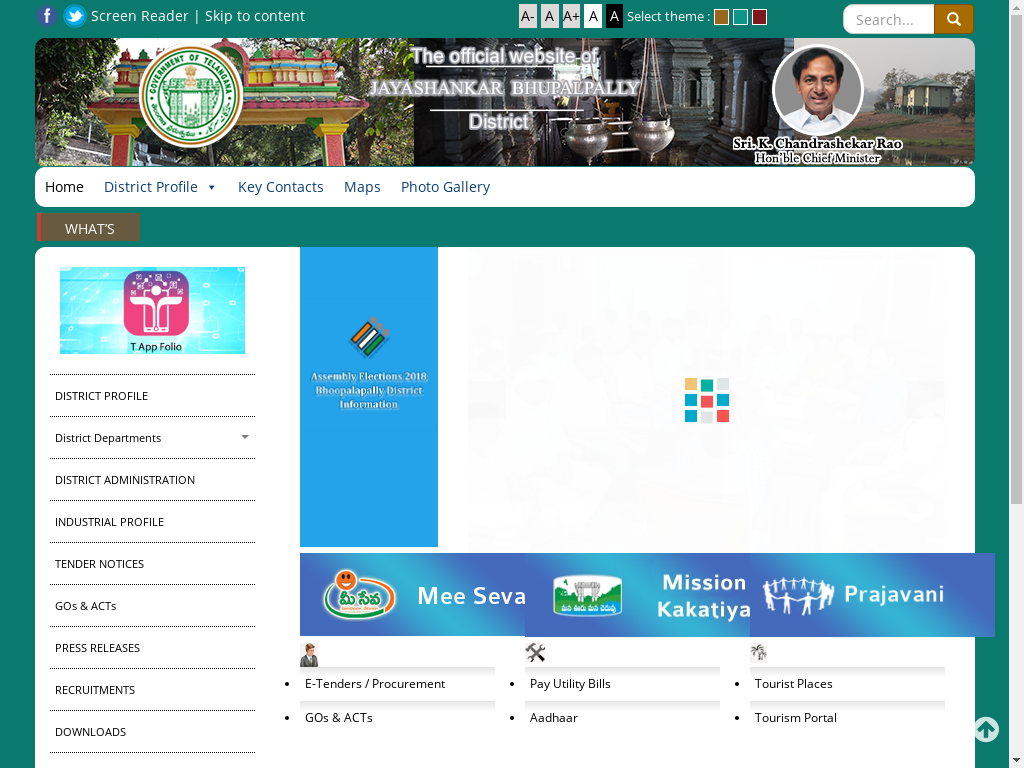 Screen Reader | Skip to content
A- A A+ A A Select theme :
Search...
The official website of
JAYASHANKAR BHUPALPALLY
District
GOVERNMENT OF TELANGANA
Sri. K. Chandrashekar Rao
Hon'ble Chief Minister
Home District Profile Key Contacts Maps Photo Gallery
WHAT'S
T App Folio
DISTRICT PROFILE
District Departments
DISTRICT ADMINISTRATION
INDUSTRIAL PROFILE
TENDER NOTICES
GOs & ACTs
PRESS RELEASES
RECRUITMENTS
DOWNLOADS
Assembly Elections 2018
Bhoopalapally District
Information
మీసేవ
Mee Seva
మన ఊరు మన చెరువు
Mission
Kakatiya
Prajavani
E-Tenders / Procurement
GOs & ACTs
Pay Utility Bills
Aadhaar
Tourist Places
Tourism Portal